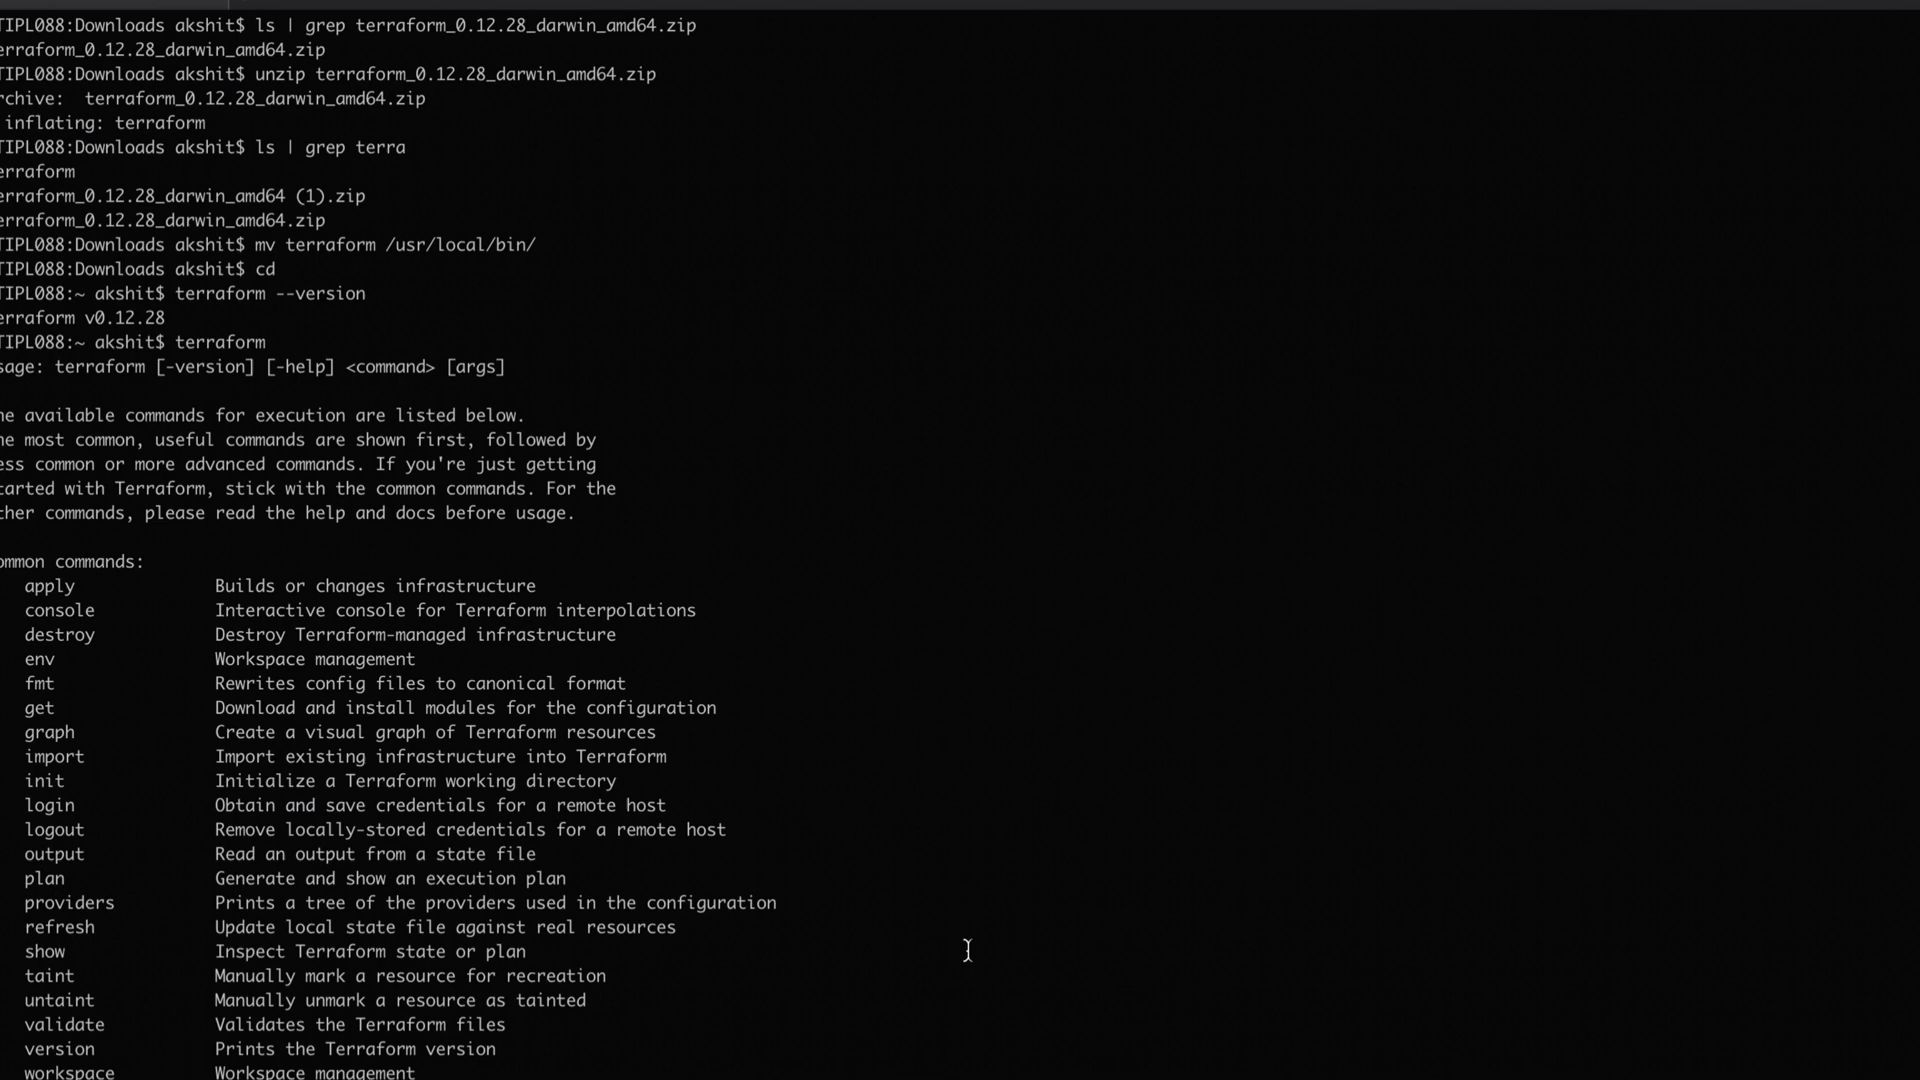 TIPL088:Downloads akshit$ ls | grep terraform_0.12.28_darwin_amd64.zip
erraform_0.12.28_darwin_amd64.zip
TIPL088:Downloads akshit$ unzip terraform_0.12.28_darwin_amd64.zip
rchive:  terraform_0.12.28_darwin_amd64.zip
inflating: terraform
TIPL088:Downloads akshit$ ls | grep terra
erraform
erraform_0.12.28_darwin_amd64 (1).zip
erraform_0.12.28_darwin_amd64.zip
TIPL088:Downloads akshit$ mv terraform /usr/local/bin/
TIPL088:Downloads akshit$ cd
TIPL088:~ akshit$ terraform --version
erraform v0.12.28
TIPL088:~ akshit$ terraform
sage: terraform [-version] [-help] <command> [args]
he available commands for execution are listed below.
he most common, useful commands are shown first, followed by
ess common or more advanced commands. If you're just getting
tarted with Terraform, stick with the common commands. For the
ther commands, please read the help and docs before usage.
ommon commands:
apply Builds or changes infrastructure
console Interactive console for Terraform interpolations
destroy Destroy Terraform-managed infrastructure
env Workspace management
fmt Rewrites config files to canonical format
get Download and install modules for the configuration
graph Create a visual graph of Terraform resources
import Import existing infrastructure into Terraform
init Initialize a Terraform working directory
login Obtain and save credentials for a remote host
logout Remove locally-stored credentials for a remote host
output Read an output from a state file
plan Generate and show an execution plan
providers Prints a tree of the providers used in the configuration
refresh Update local state file against real resources
show Inspect Terraform state or plan
taint Manually mark a resource for recreation
untaint Manually unmark a resource as tainted
validate Validates the Terraform files
version Prints the Terraform version
workspace Workspace management